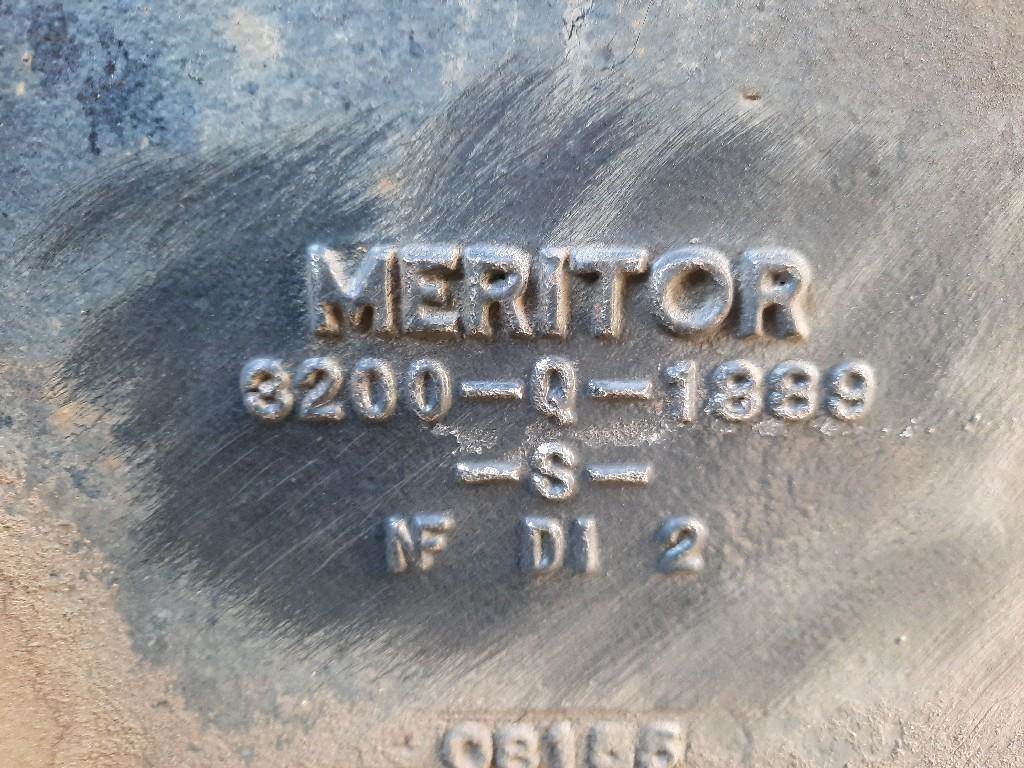 MERITOR
3200-Q-1889
-S-
NF DI 2